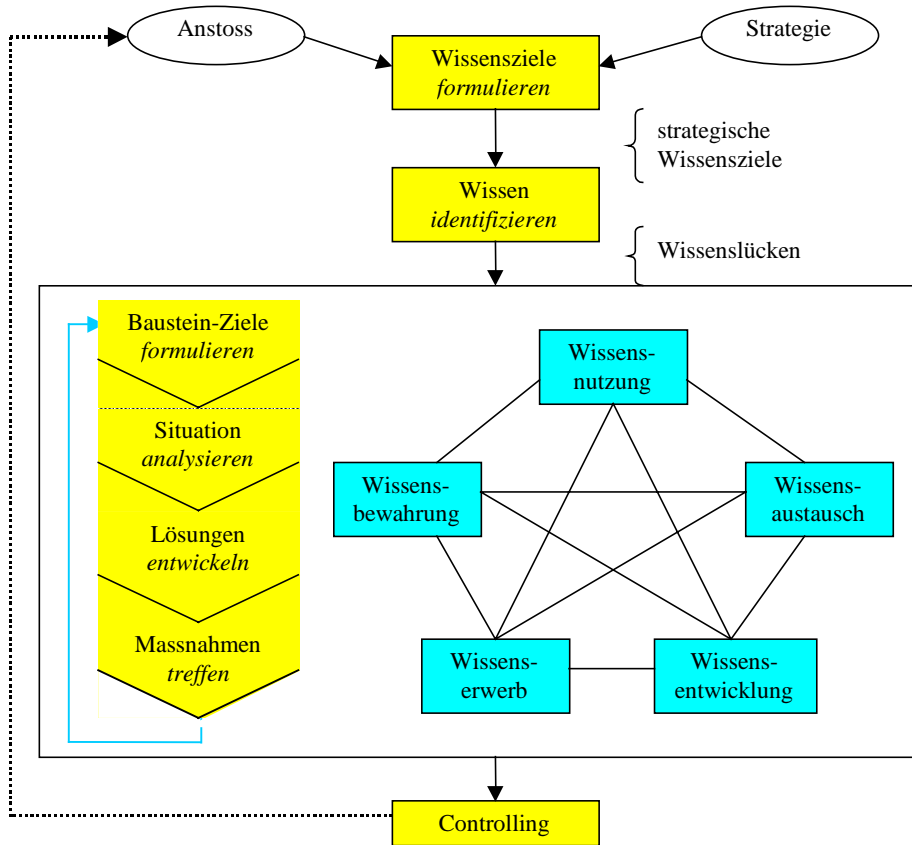 Anstoss
Strategie
Wissensziele
formulieren
strategische
Wissensziele
Wissen
identifizieren
Wissenslücken
Baustein-Ziele
formulieren
Situation
analysieren
Lösungen
entwickeln
Massnahmen
treffen
Wissens-
nutzung
Wissens-
bewahrung
Wissens-
austausch
Wissens-
erwerb
Wissens-
entwicklung
Controlling